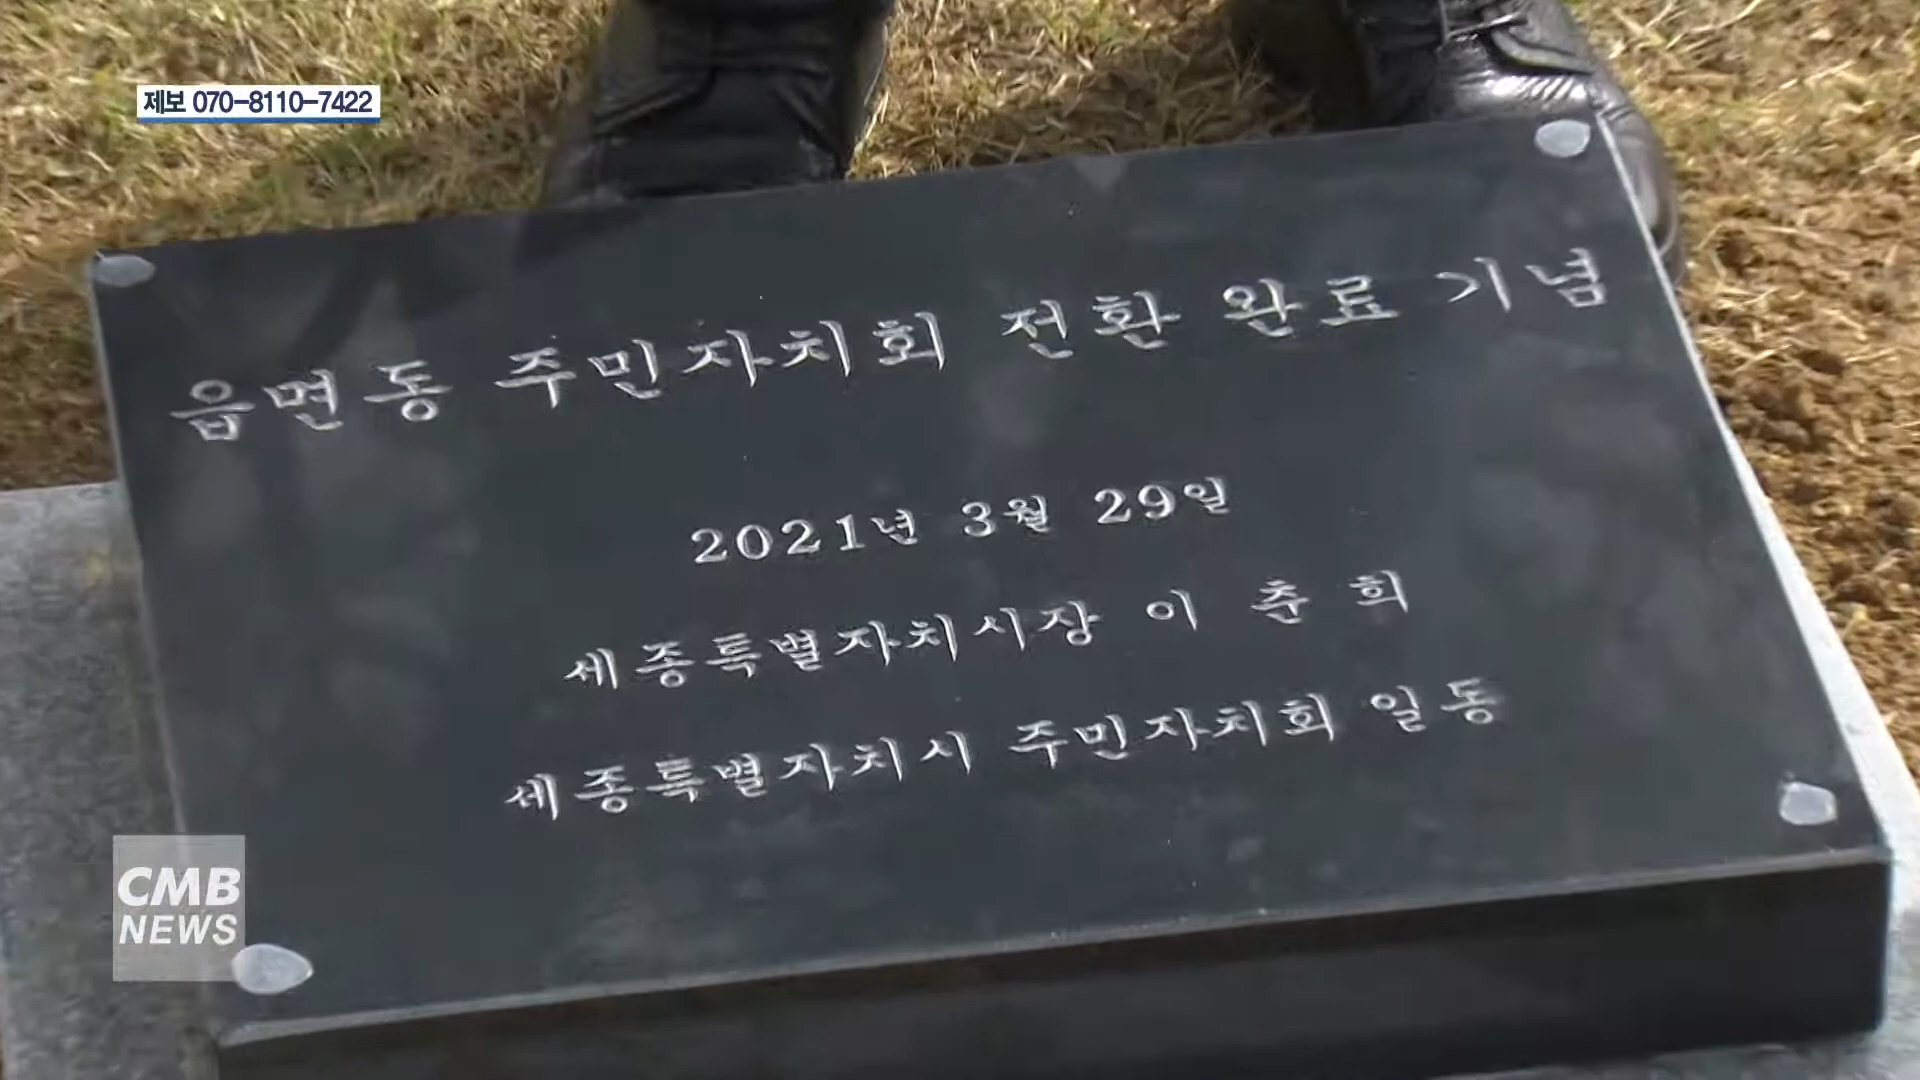 제보 070-8110-7422
읍면동 주민자치회 전환 완료 기념
2021년 3월 29일
세종특별자치시장 이 춘 희
세종특별자치시 주민자치회 일동
CMB
NEWS